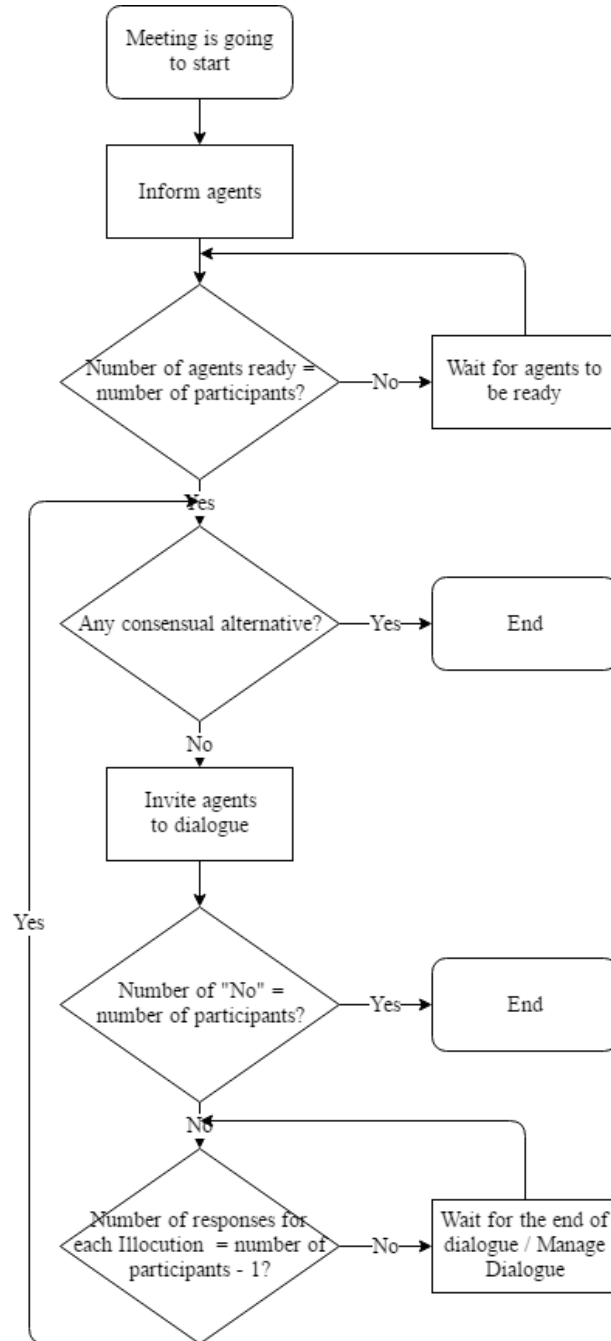 Meeting is going
to start
Inform agents
Number of agents ready =
number of participants?
No
Wait for agents to
be ready
Yes
Any consensual alternative?
Yes
End
No
Invite agents
to dialogue
Yes
Number of "No" =
number of participants?
Yes
End
No
Number of responses for
each Illocution = number of
participants - 1?
No
Wait for the end of
dialogue / Manage
Dialogue